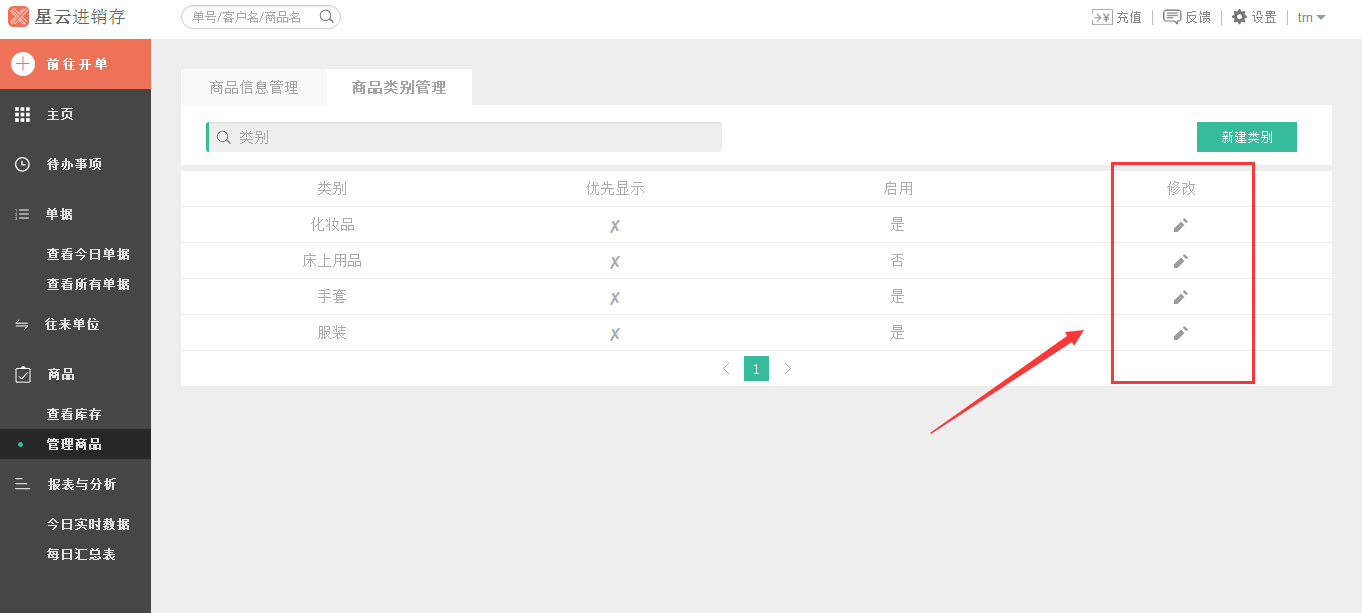 星云进销存
单号/客户名/商品名
充值
反馈
设置
trn
前往开单
主页
待办事项
单据
查看今日单据
查看所有单据
往来单位
商品
查看库存
管理商品
报表与分析
今日实时数据
每日汇总表
商品信息管理
商品类别管理
类别
新建类别
类别 优先显示 启用 修改
化妆品 ✗ 是
床上用品 ✗ 否
手套 ✗ 是
服装 ✗ 是
1